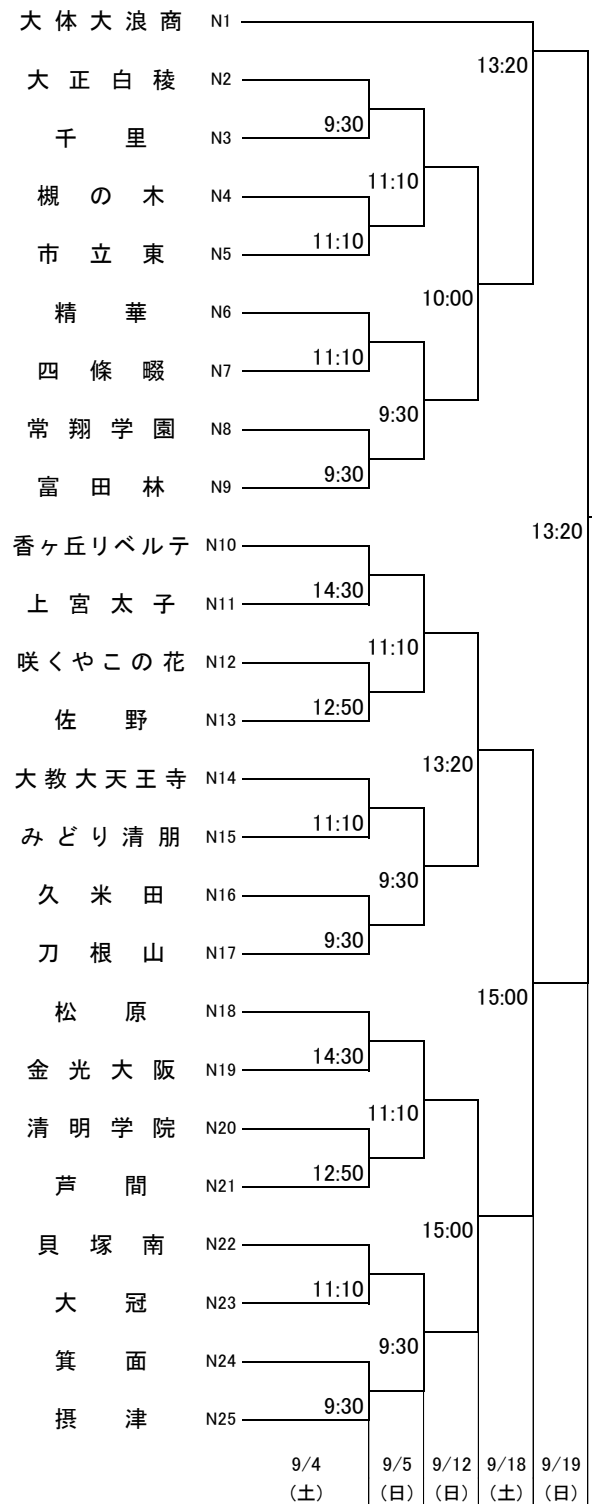 大体大浪商 N1
13:20
大正白稜 N2
9:30
千里 N3
11:10
槻の木 N4
11:10
市立東 N5
10:00
精華 N6
11:10
四條畷 N7
9:30
常翔学園 N8
9:30
富田林 N9
13:20
香ヶ丘リベルテ N10
14:30
上宮太子 N11
11:10
咲くやこの花 N12
12:50
佐野 N13
13:20
大教大天王寺 N14
11:10
みどり清朋 N15
9:30
久米田 N16
9:30
刀根山 N17
15:00
松原 N18
14:30
金光大阪 N19
11:10
清明学院 N20
12:50
芦間 N21
15:00
貝塚南 N22
11:10
大冠 N23
9:30
箕面 N24
9:30
摂津 N25
9/4 9/5 9/12 9/18 9/19
（土） （日） （日） （土） （日）